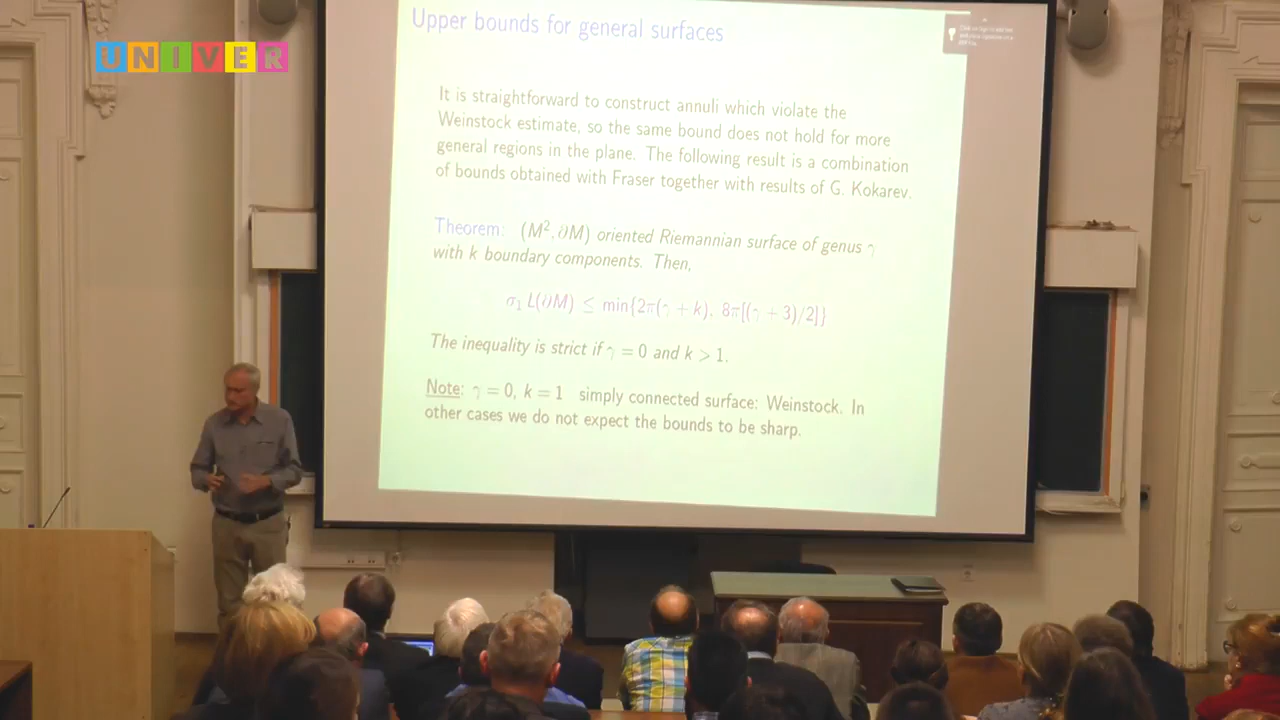 UNIVER
Upper bounds for general surfaces
It is straightforward to construct annuli which violate the
Weinstock estimate, so the same bound does not hold for more
general regions in the plane. The following result is a combination
of bounds obtained with Fraser together with results of G. Kokarev.
Theorem: (M², ∂M) oriented Riemannian surface of genus γ
with k boundary components. Then,
σ₁L(∂M) ≤ min{2π(γ + k), 8π[(γ + 3)/2]}
The inequality is strict if γ = 0 and k > 1.
Note: γ = 0, k = 1 simply connected surface: Weinstock. In
other cases we do not expect the bounds to be sharp.